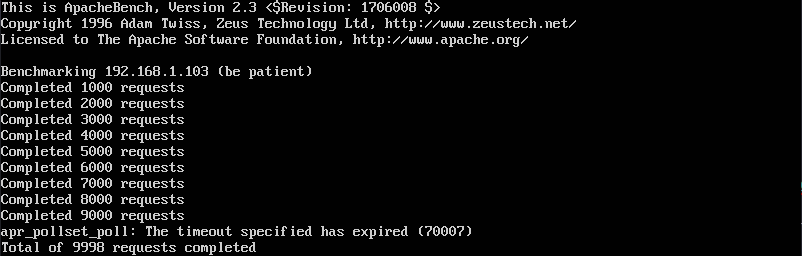 This is ApacheBench, Version 2.3 <$Revision: 1706008 $>
Copyright 1996 Adam Twiss, Zeus Technology Ltd, http://www.zeustech.net/
Licensed to The Apache Software Foundation, http://www.apache.org/

Benchmarking 192.168.1.103 (be patient)
Completed 1000 requests
Completed 2000 requests
Completed 3000 requests
Completed 4000 requests
Completed 5000 requests
Completed 6000 requests
Completed 7000 requests
Completed 8000 requests
Completed 9000 requests
apr_pollset_poll: The timeout specified has expired (70007)
Total of 9998 requests completed